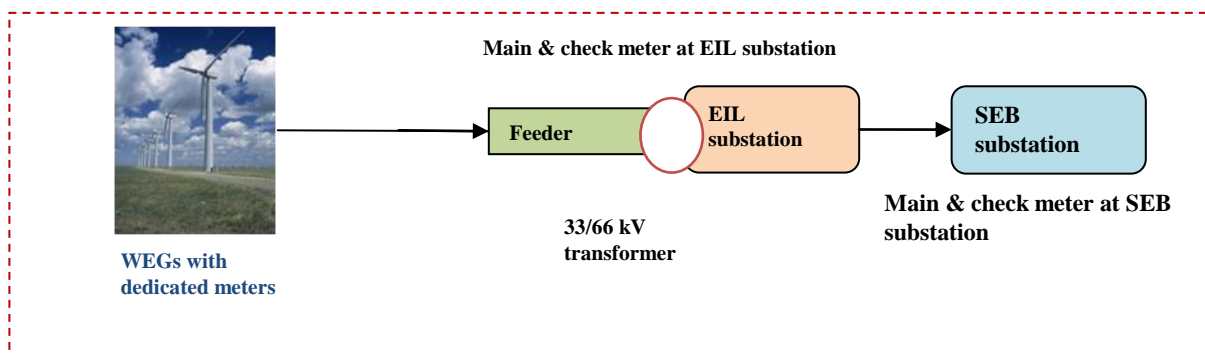 Main & check meter at EIL substation
Feeder
EIL
substation
SEB
substation
Main & check meter at SEB
substation
33/66 kV
transformer
WEGs with
dedicated meters